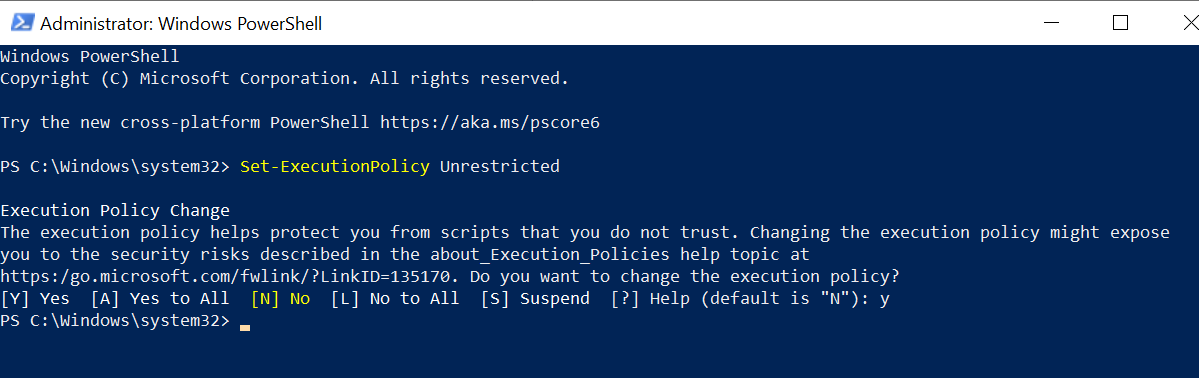 Administrator: Windows PowerShell
Windows PowerShell
Copyright (C) Microsoft Corporation. All rights reserved.
Try the new cross-platform PowerShell https://aka.ms/pscore6
PS C:\Windows\system32> Set-ExecutionPolicy Unrestricted
Execution Policy Change
The execution policy helps protect you from scripts that you do not trust. Changing the execution policy might expose
you to the security risks described in the about_Execution_Policies help topic at
https:/go.microsoft.com/fwlink/?LinkID=135170. Do you want to change the execution policy?
[Y] Yes  [A] Yes to All  [N] No  [L] No to All  [S] Suspend  [?] Help (default is "N"): y
PS C:\Windows\system32>